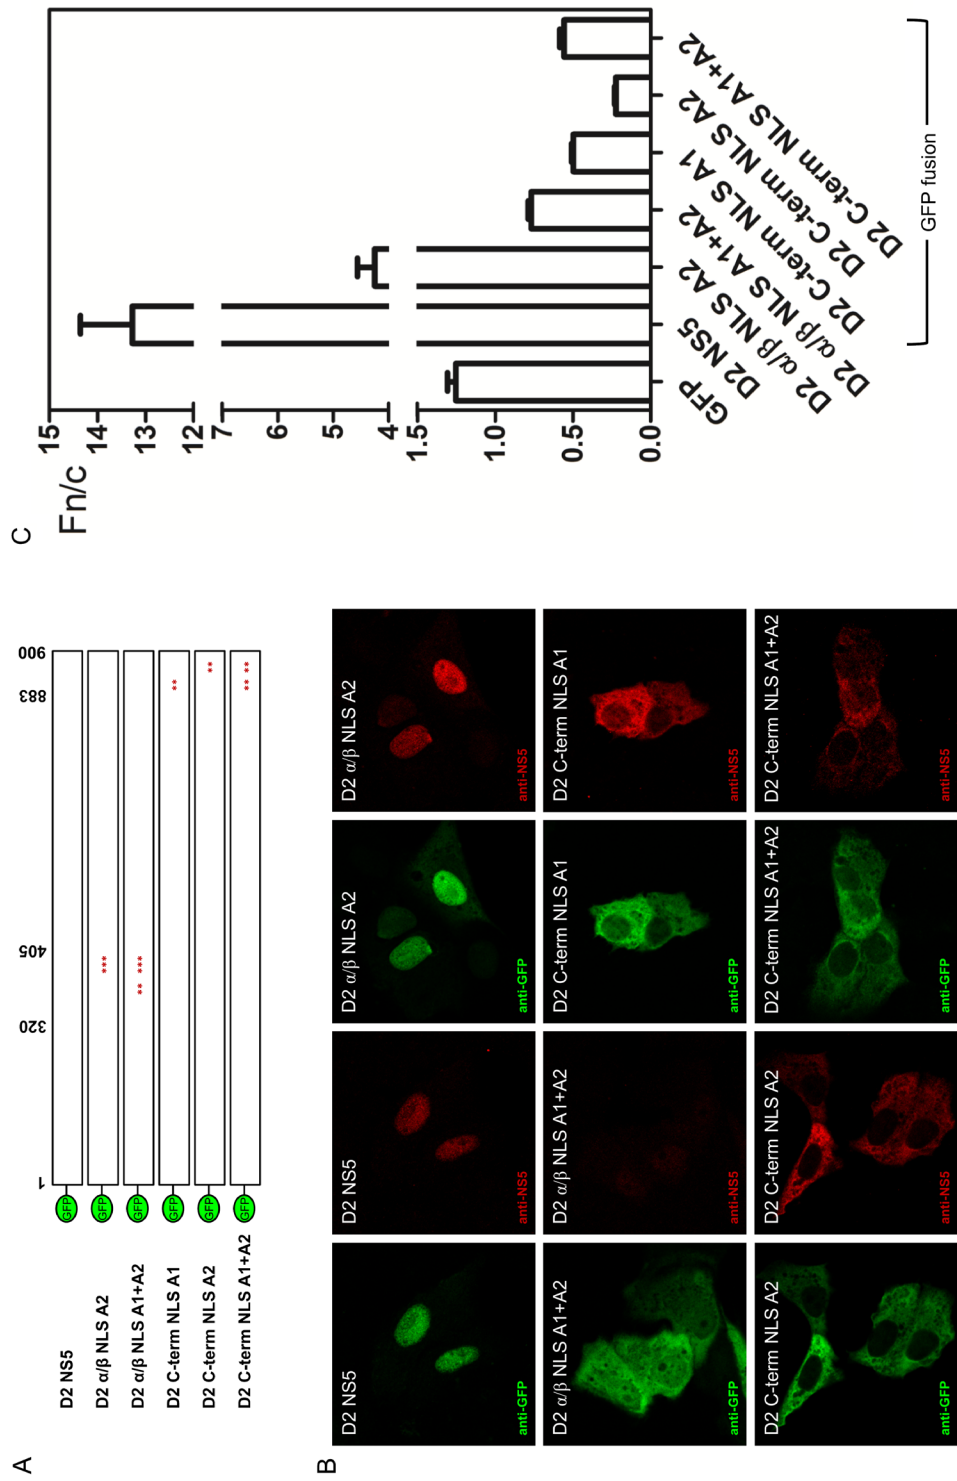 A
1 320 405 883 900
D2 NS5 GFP
D2 α/β NLS A2 GFP ***
D2 α/β NLS A1+A2 GFP ** ***
D2 C-term NLS A1 GFP **
D2 C-term NLS A2 GFP **
D2 C-term NLS A1+A2 GFP ** **
B
D2 NS5
anti-GFP
D2 NS5
anti-NS5
D2 α/β NLS A2
anti-GFP
D2 α/β NLS A2
anti-NS5
D2 α/β NLS A1+A2
anti-GFP
D2 α/β NLS A1+A2
anti-NS5
D2 C-term NLS A1
anti-GFP
D2 C-term NLS A1
anti-NS5
D2 C-term NLS A2
anti-GFP
D2 C-term NLS A2
anti-NS5
D2 C-term NLS A1+A2
anti-GFP
D2 C-term NLS A1+A2
anti-NS5
C
Fn/c
15
14
13
12
7
6
5
4
1.5
1.0
0.5
0.0
GFP
D2 NS5
D2 α/β NLS A2
D2 α/β NLS A1+A2
D2 C-term NLS A1
D2 C-term NLS A2
D2 C-term NLS A1+A2
GFP fusion